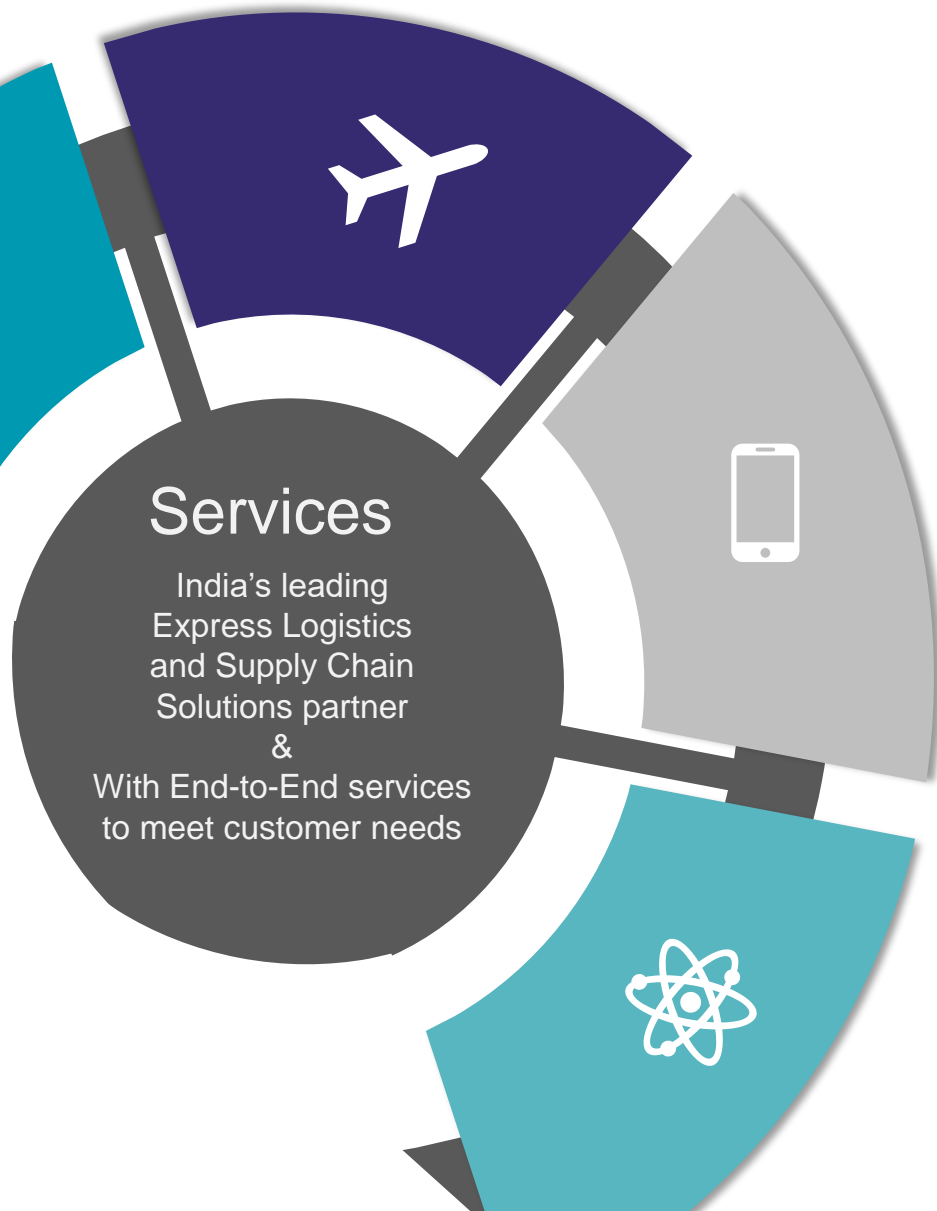 Services
India’s leading
Express Logistics
and Supply Chain
Solutions partner
&
With End-to-End services
to meet customer needs